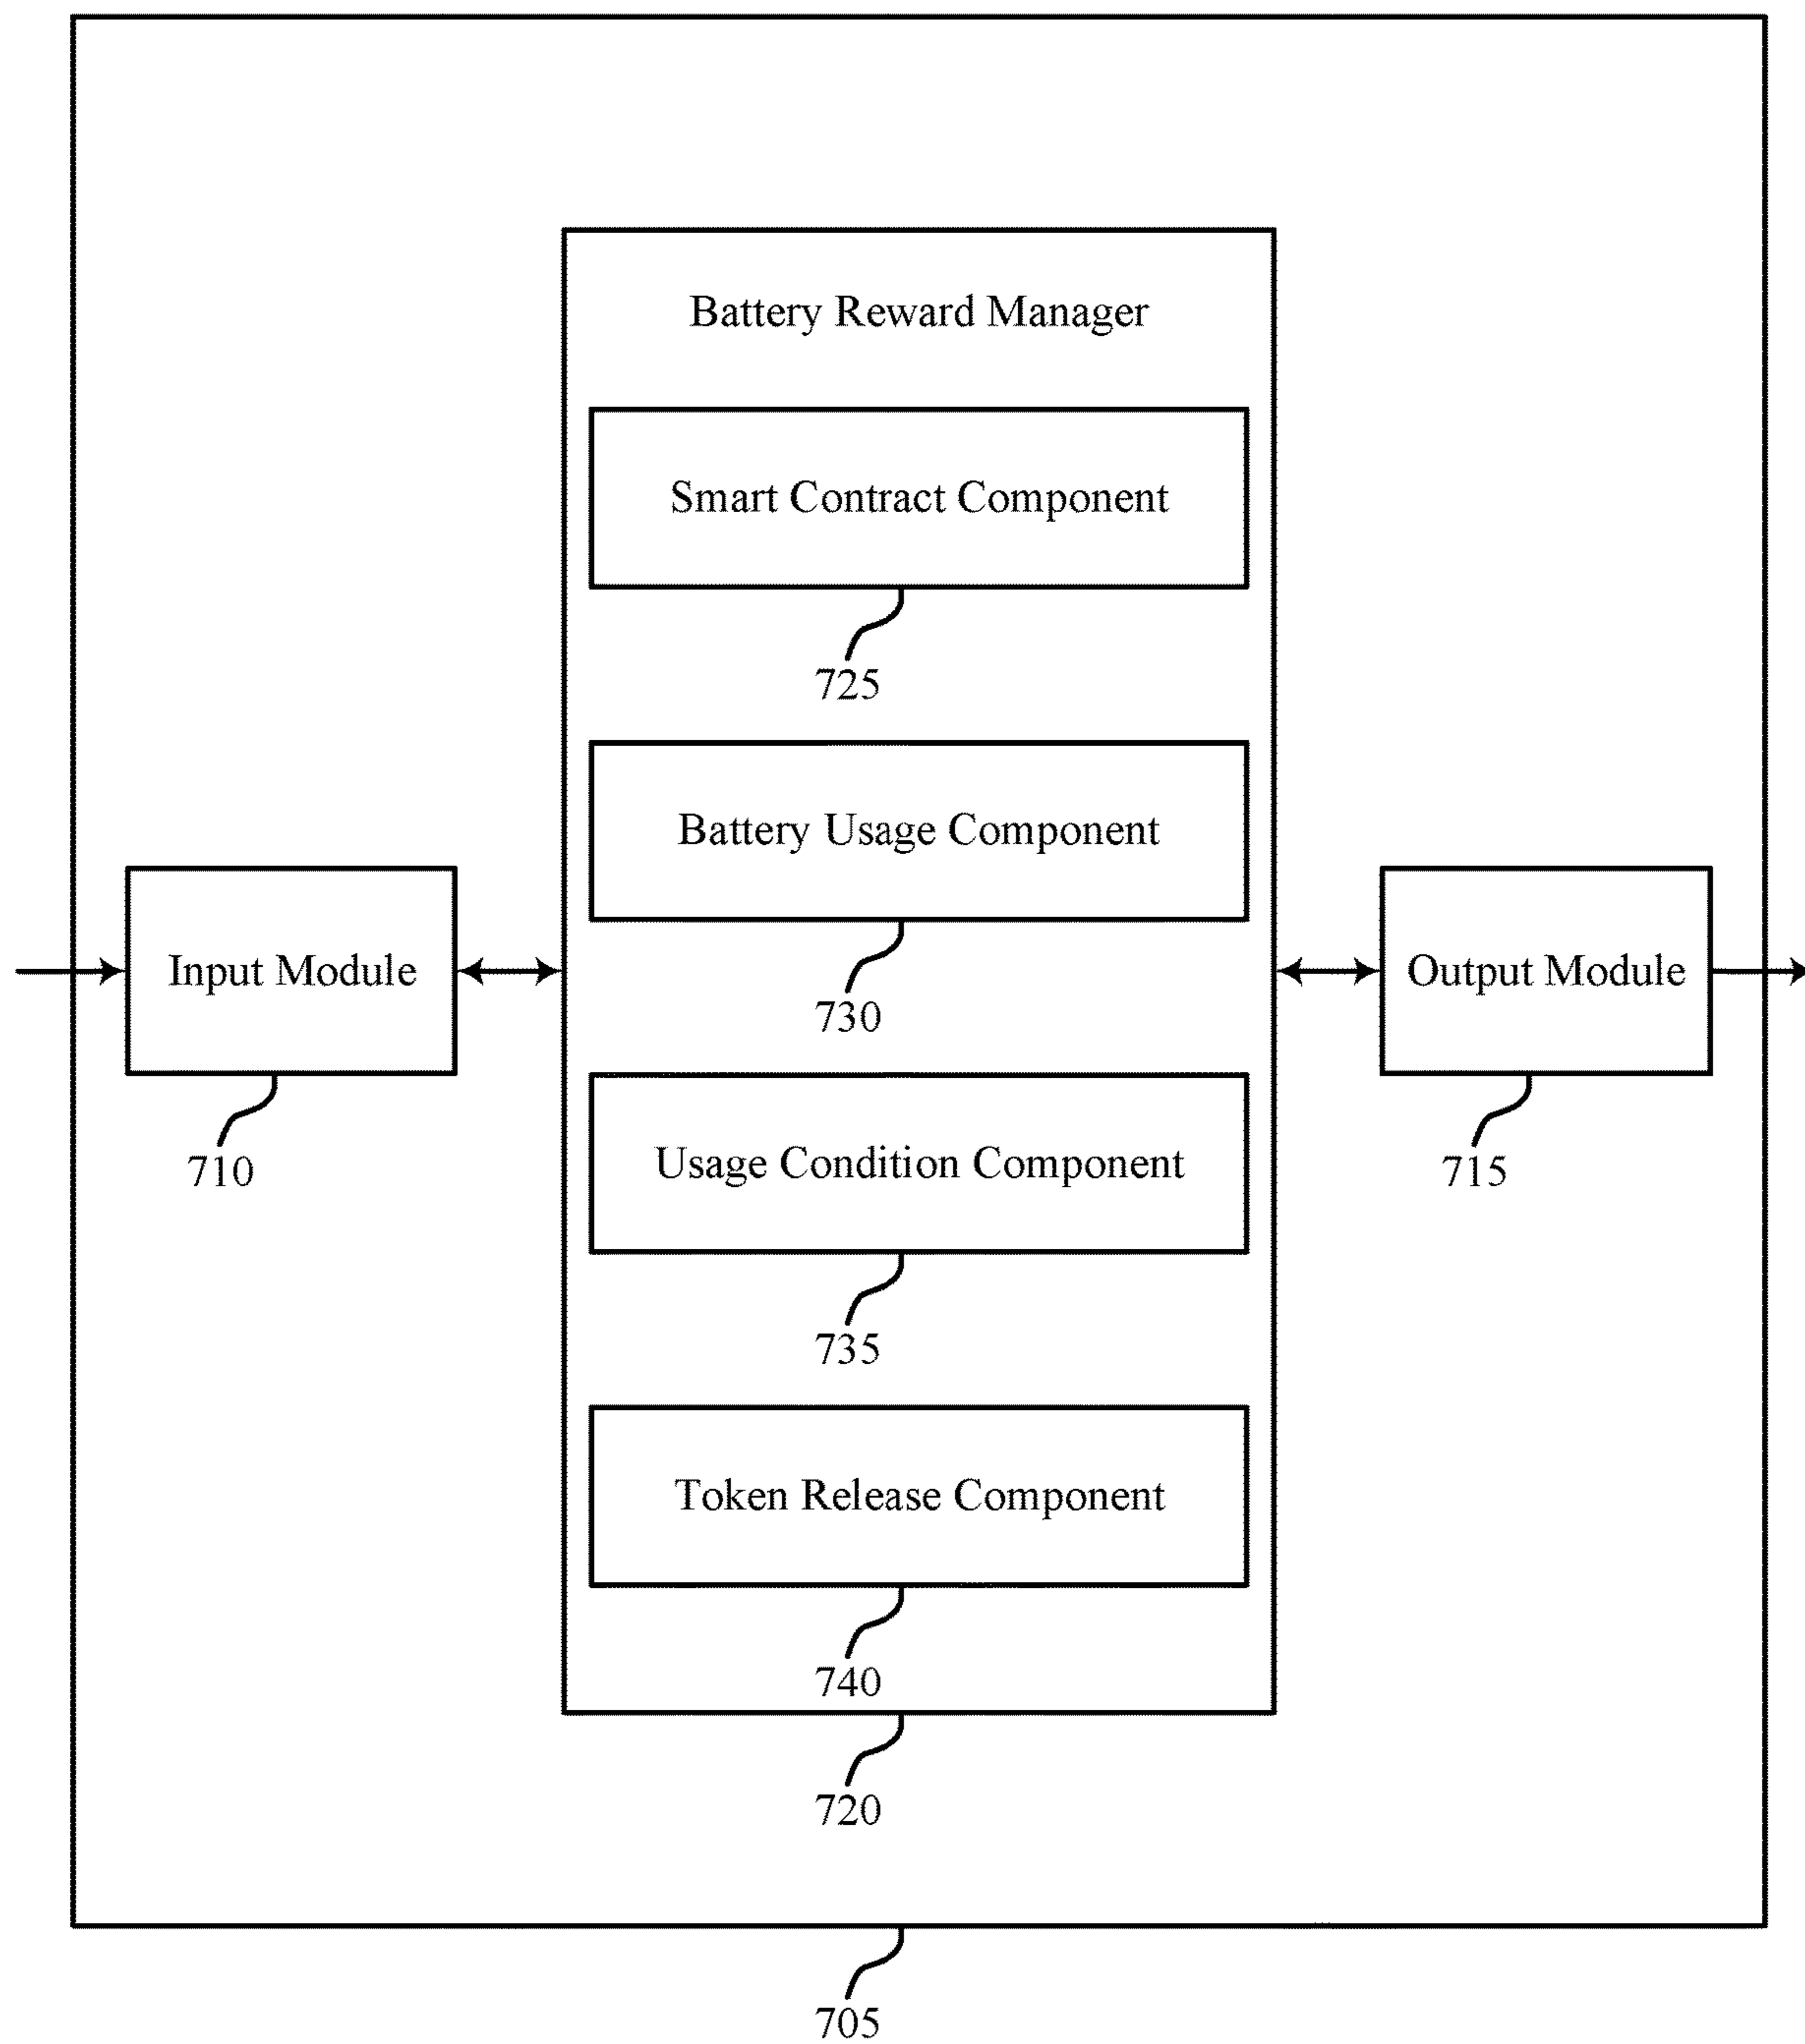 Battery Reward Manager
Smart Contract Component
725
Battery Usage Component
730
Input Module
710
Output Module
715
Usage Condition Component
735
Token Release Component
740
720
705